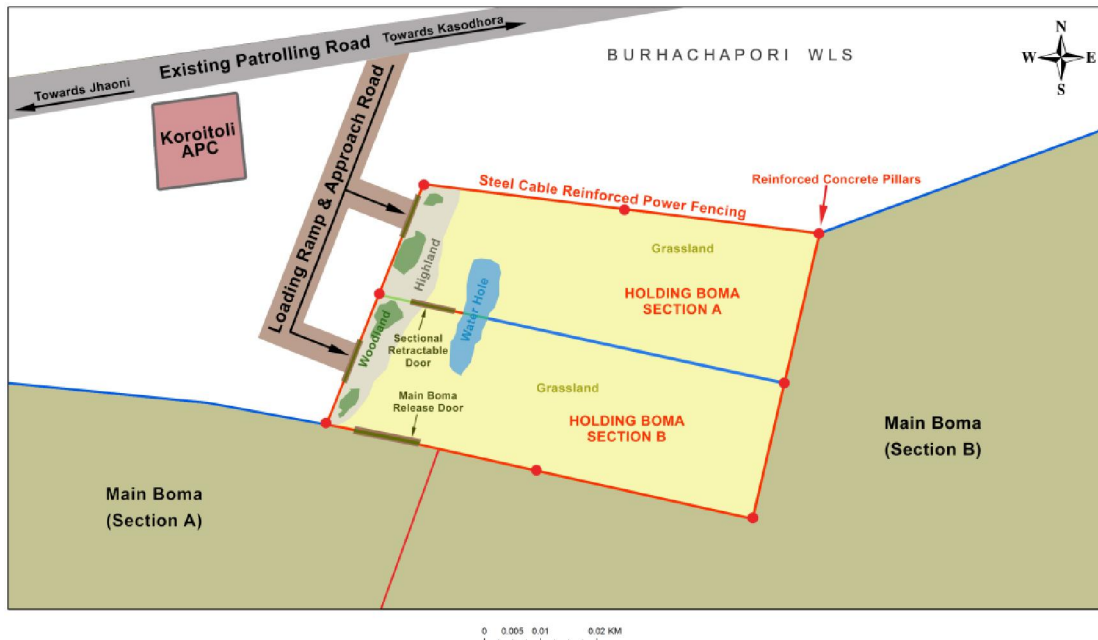 Towards Kasodhora
Existing Patrolling Road
Towards Jhaoni
BURHACHAPORI WLS
N
W
E
S
Koroitoli
APC
Loading Ramp & Approach Road
Steel Cable Reinforced Power Fencing
Reinforced Concrete Pillars
Highland
Grassland
Water Hole
HOLDING BOMA
SECTION A
Woodland
Sectional
Retractable
Door
Main Boma
Release Door
Grassland
HOLDING BOMA
SECTION B
Main Boma
(Section B)
Main Boma
(Section A)
0 0.005 0.01 0.02 KM